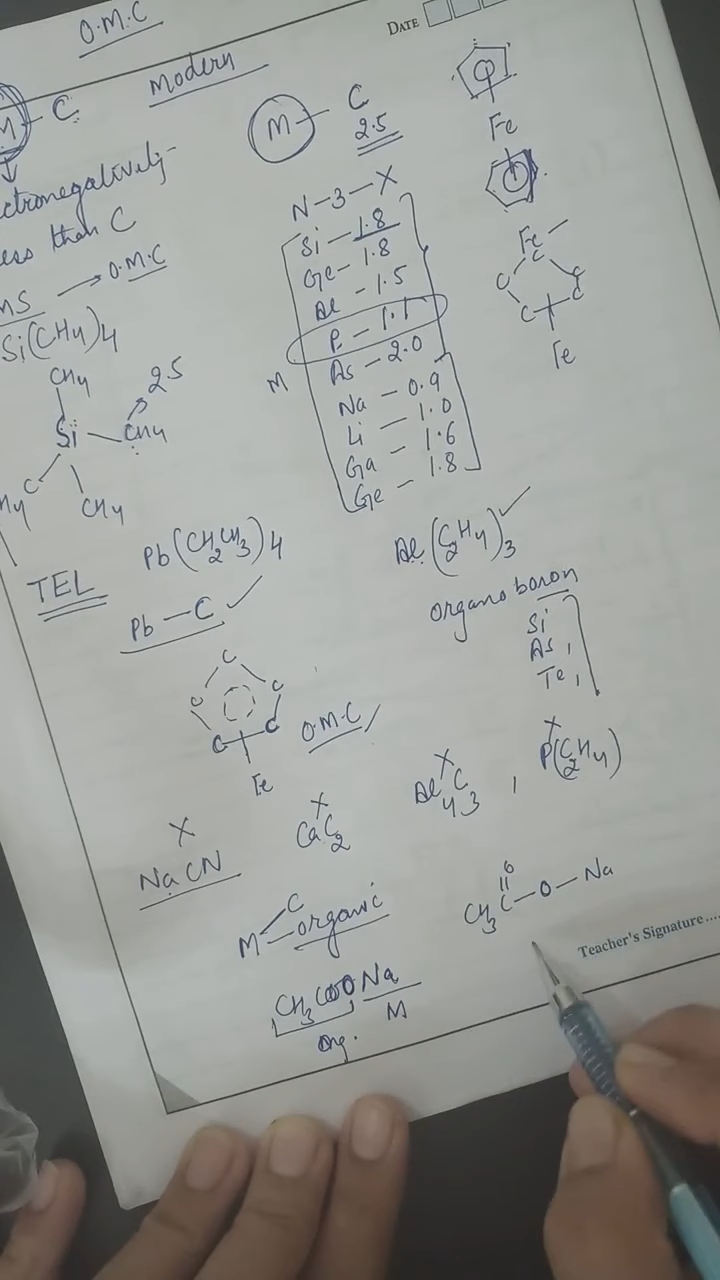 O.M.C
DATE
Modern
M – C
ctronegatively
less than C
MS → O.M.C
Si(CH4)4
CH4
2.5
Si – CH4
CH4
M – C
2.5
N – 3 – X
Si – 1.8
Ge – 1.8
Al – 1.5
P – 1.1
As – 2.0
M
Na – 0.9
Li – 1.0
Ga – 1.6
Ge – 1.8
Fe
Fe
C
C C
C C
Fe
TEL
Pb(CH2CH3)4
Pb – C ✓
Al(C2H4)3 ✓
organo boron
Si
As,
Te,
C
C C
C C
Fe
O.M.C
X
NaCN
X
CaC2
X
Al4C3 ,
X
P(C2H4)
M
C
organic
CH3COONa
Org. M
O
CH3 C – O – Na
Teacher's Signature ....